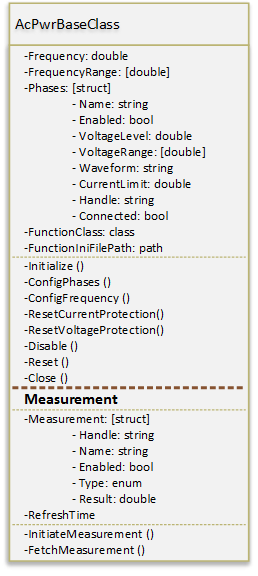 AcPwrBaseClass
-Frequency: double
-FrequencyRange: [double]
-Phases: [struct]
- Name: string
- Enabled: bool
- VoltageLevel: double
- VoltageRange: [double]
- Waveform: string
- CurrentLimit: double
- Handle: string
- Connected: bool
-FunctionClass: class
-FunctionIniFilePath: path
-Initialize ()
-ConfigPhases ()
-ConfigFrequency ()
-ResetCurrentProtection()
-ResetVoltageProtection()
-Disable ()
-Reset ()
-Close ()
Measurement
-Measurement: [struct]
- Handle: string
- Name: string
- Enabled: bool
- Type: enum
- Result: double
-RefreshTime
-InitiateMeasurement ()
-FetchMeasurement ()